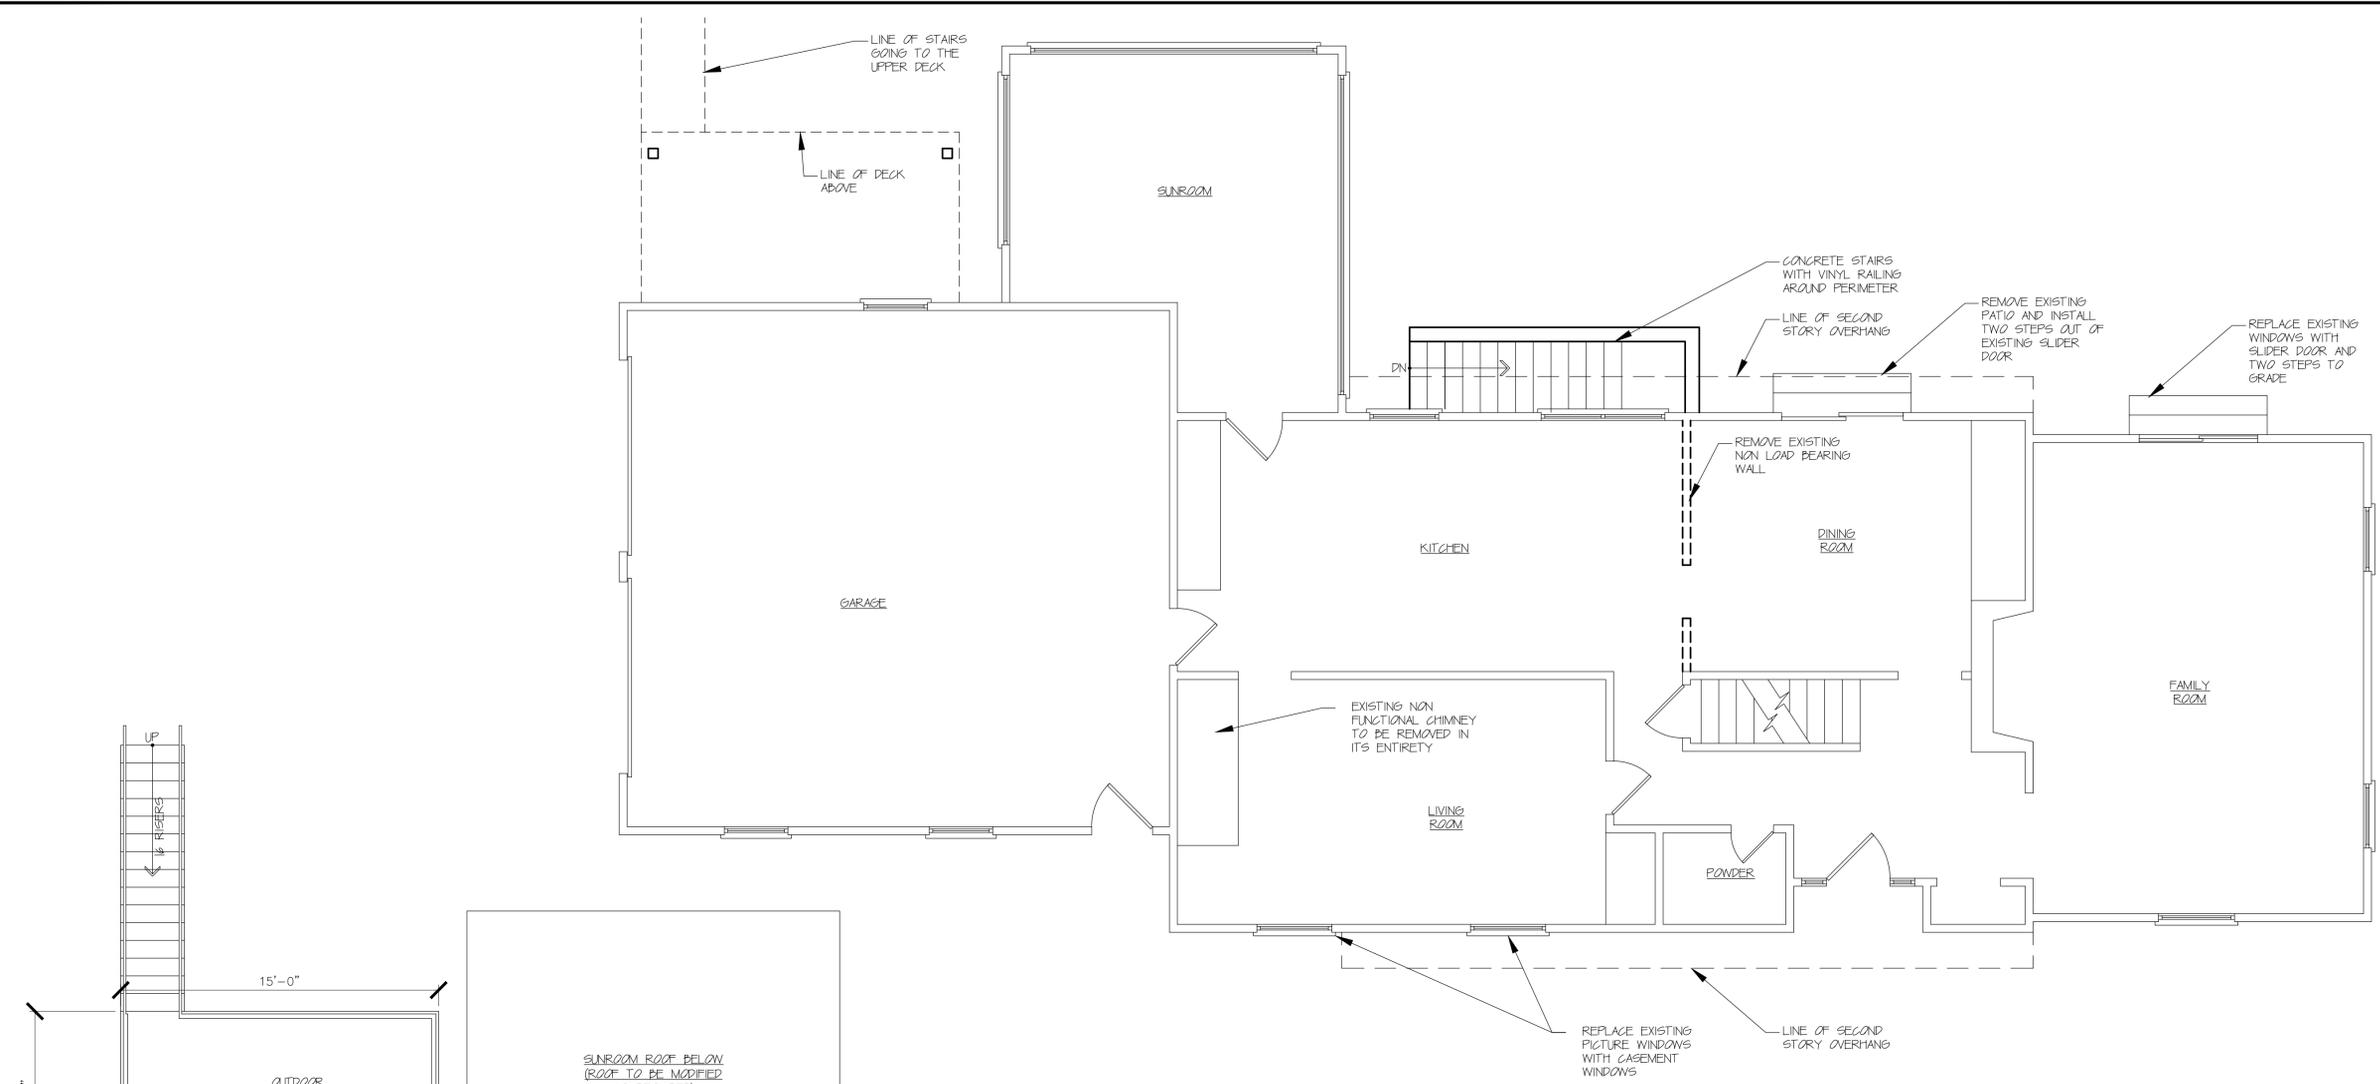 LINE OF STAIRS
GOING TO THE
UPPER DECK
LINE OF DECK
ABOVE
SUNROOM
CONCRETE STAIRS
WITH VINYL RAILING
AROUND PERIMETER
LINE OF SECOND
STORY OVERHANG
REMOVE EXISTING
PATIO AND INSTALL
TWO STEPS OUT OF
EXISTING SLIDER
DOOR
REPLACE EXISTING
WINDOWS WITH
SLIDER DOOR AND
TWO STEPS TO
GRADE
DN
REMOVE EXISTING
NON LOAD BEARING
WALL
KITCHEN
DINING
ROOM
GARAGE
FAMILY
ROOM
EXISTING NON
FUNCTIONAL CHIMNEY
TO BE REMOVED IN
ITS ENTIRETY
UP
16 RISERS
LIVING
ROOM
POWDER
15'-0"
REPLACE EXISTING
PICTURE WINDOWS
WITH CASEMENT
WINDOWS
LINE OF SECOND
STORY OVERHANG
SUNROOM ROOF BELOW
(ROOF TO BE MODIFIED
OUTDOOR